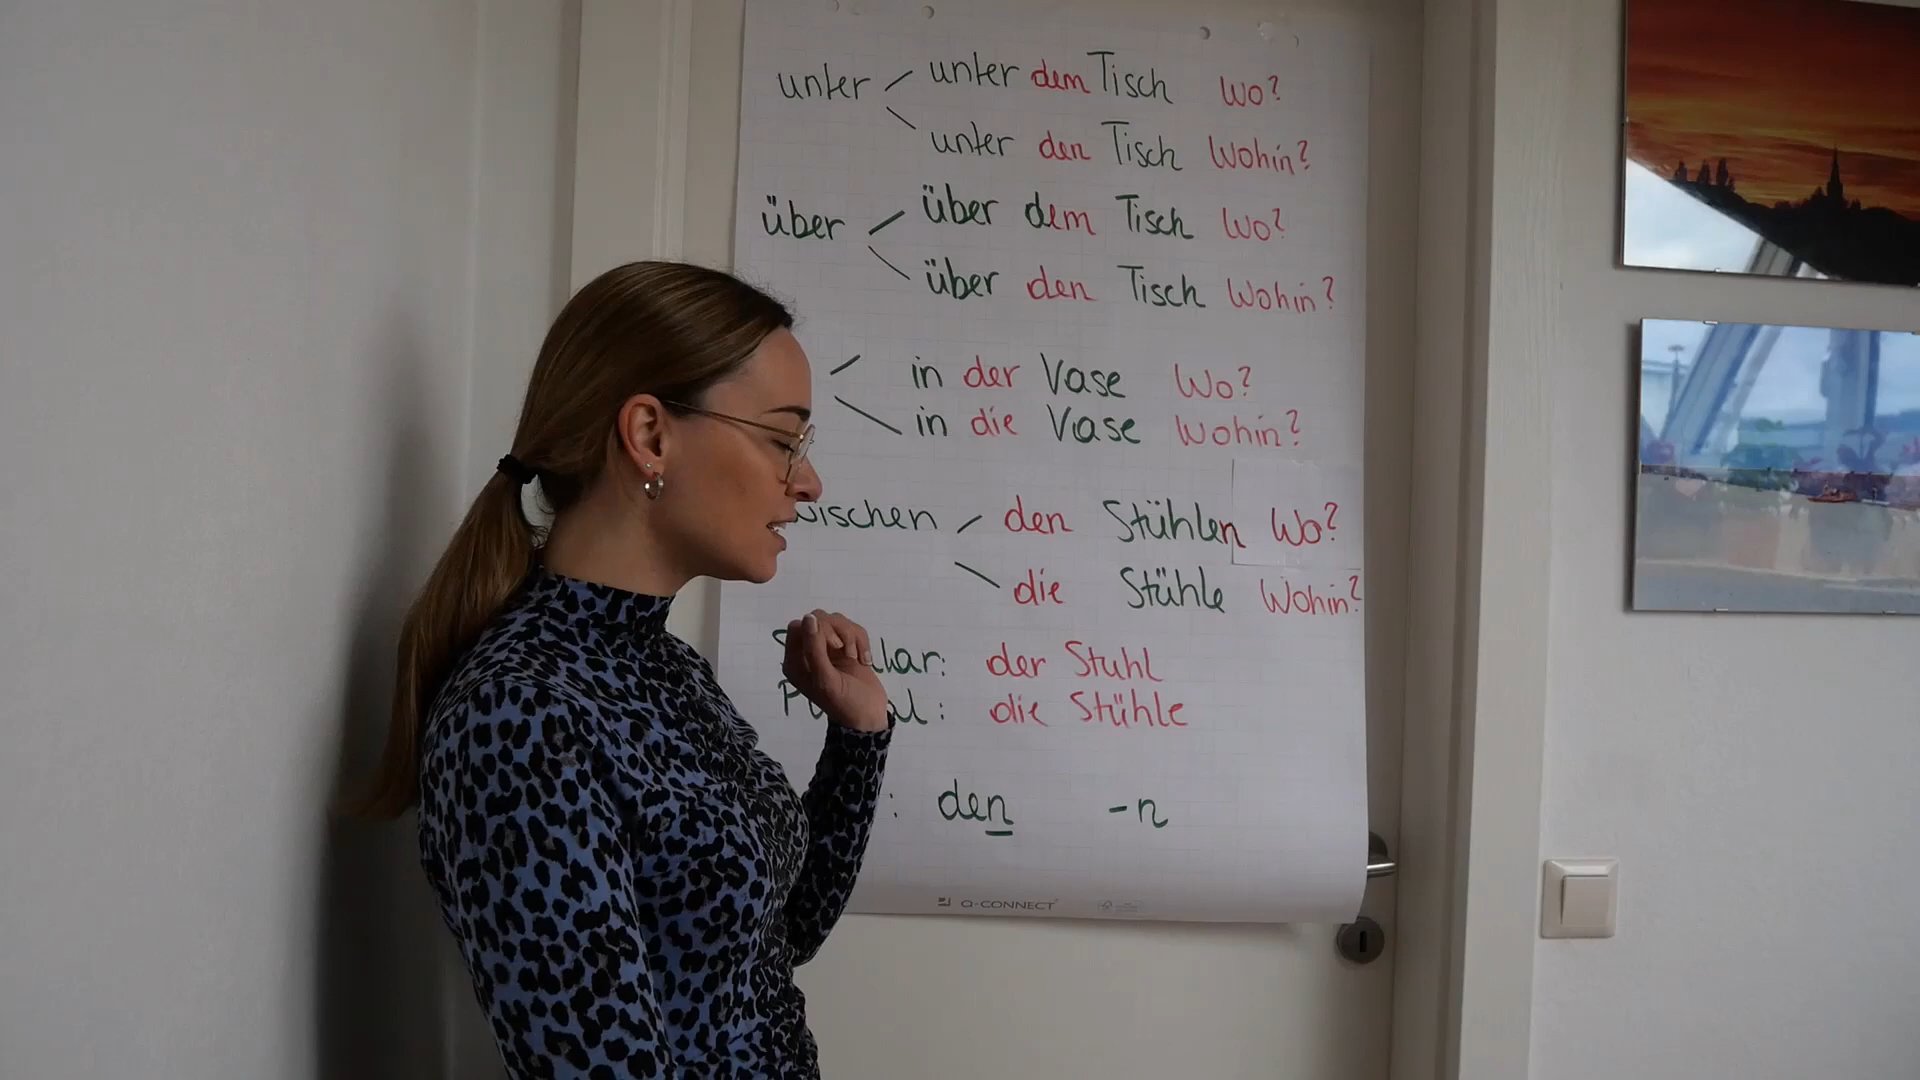 unter unter dem Tisch Wo?
unter den Tisch Wohin?
über über dem Tisch Wo?
über den Tisch Wohin?
in der Vase Wo?
in die Vase Wohin?
den Stühlen Wo?
die Stühle Wohin?
der Stuhl
die Stühle
: den -n
Q-CONNECT